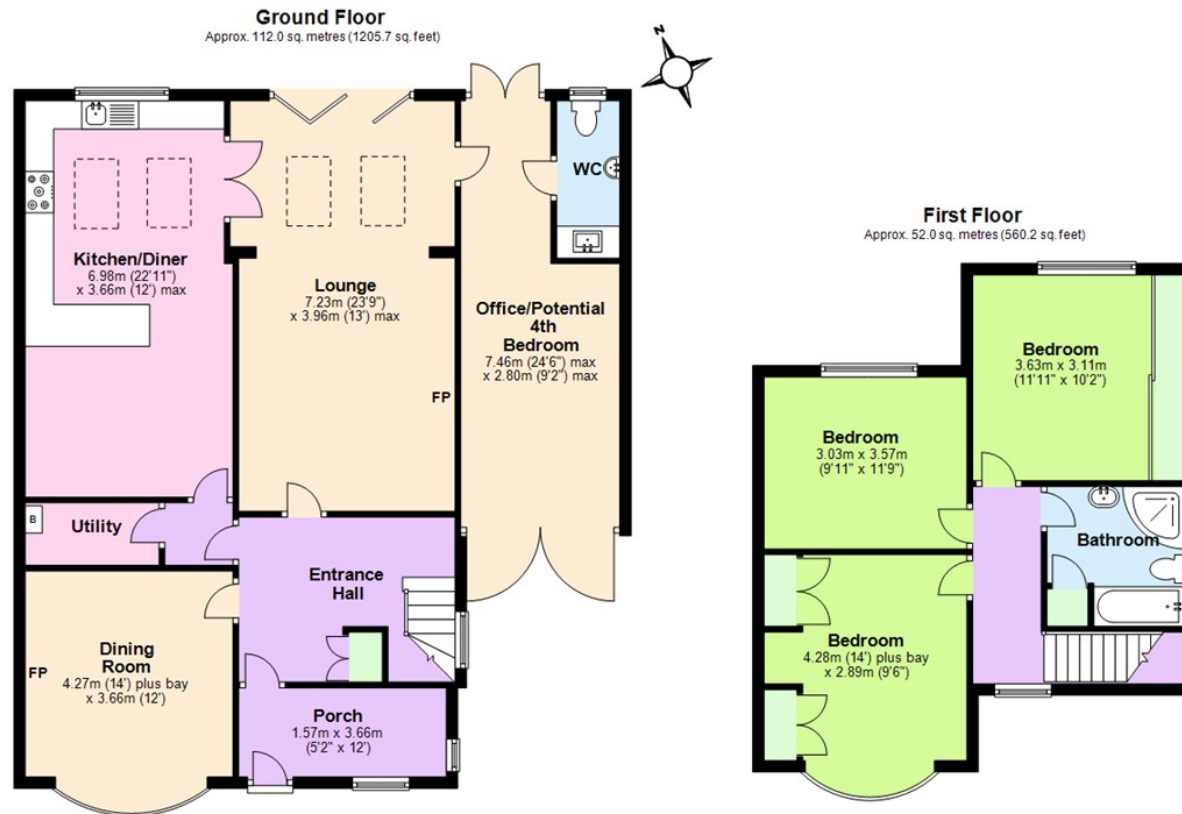 Ground Floor
Approx. 112.0 sq. metres (1205.7 sq. feet)
N
Kitchen/Diner
6.98m (22'11")
x 3.66m (12') max
Lounge
7.23m (23'9")
x 3.96m (13') max
WC
Office/Potential
4th
Bedroom
7.46m (24'6") max
x 2.80m (9'2") max
FP
B
Utility
Entrance
Hall
Dining
Room
4.27m (14') plus bay
x 3.66m (12')
FP
Porch
1.57m x 3.66m
(5'2" x 12')
First Floor
Approx. 52.0 sq. metres (560.2 sq. feet)
Bedroom
3.63m x 3.11m
(11'11" x 10'2")
Bedroom
3.03m x 3.57m
(9'11" x 11'9")
Bathroom
Bedroom
4.28m (14') plus bay
x 2.89m (9'6")